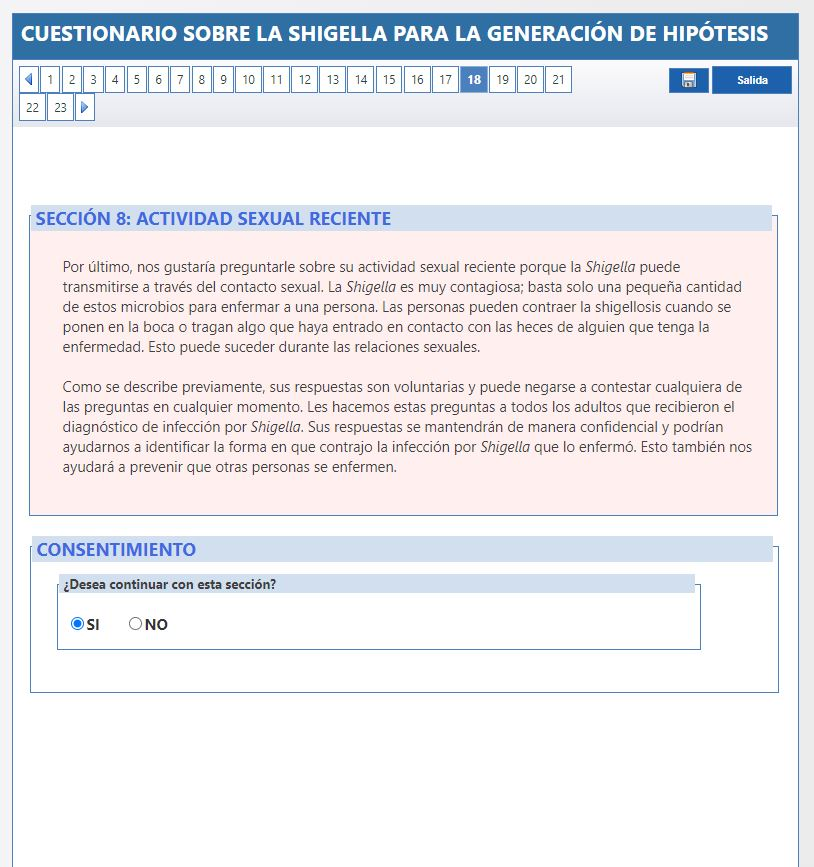 CUESTIONARIO SOBRE LA SHIGELLA PARA LA GENERACIÓN DE HIPÓTESIS
1 2 3 4 5 6 7 8 9 10 11 12 13 14 15 16 17 18 19 20 21
Salida
22 23
SECCIÓN 8: ACTIVIDAD SEXUAL RECIENTE
Por último, nos gustaría preguntarle sobre su actividad sexual reciente porque la Shigella puede
transmitirse a través del contacto sexual. La Shigella es muy contagiosa; basta solo una pequeña cantidad
de estos microbios para enfermar a una persona. Las personas pueden contraer la shigellosis cuando se
ponen en la boca o tragan algo que haya entrado en contacto con las heces de alguien que tenga la
enfermedad. Esto puede suceder durante las relaciones sexuales.
Como se describe previamente, sus respuestas son voluntarias y puede negarse a contestar cualquiera de
las preguntas en cualquier momento. Les hacemos estas preguntas a todos los adultos que recibieron el
diagnóstico de infección por Shigella. Sus respuestas se mantendrán de manera confidencial y podrían
ayudarnos a identificar la forma en que contrajo la infección por Shigella que lo enfermó. Esto también nos
ayudará a prevenir que otras personas se enfermen.
CONSENTIMIENTO
¿Desea continuar con esta sección?
SI NO